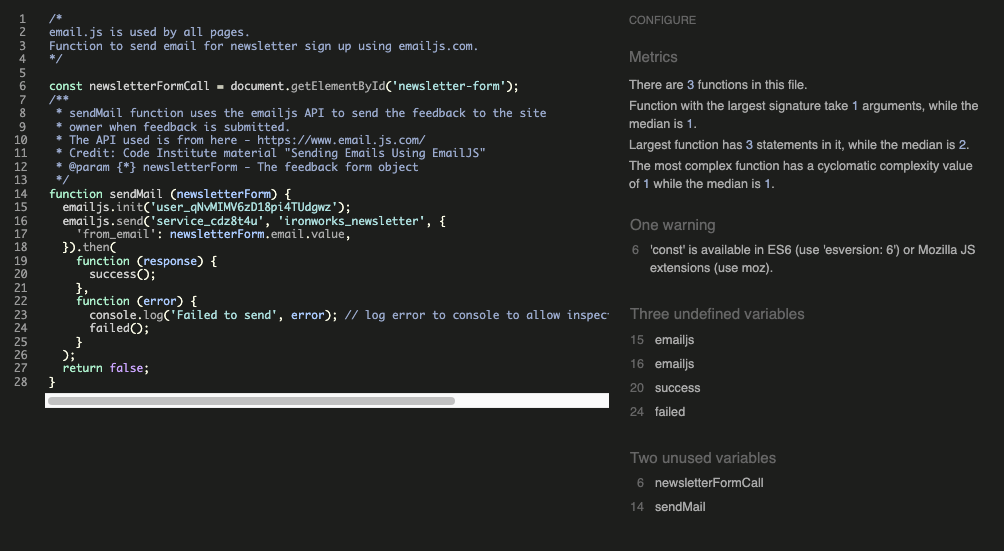 1 /*
2 email.js is used by all pages.
3 Function to send email for newsletter sign up using emailjs.com.
4 */
5
6 const newsletterFormCall = document.getElementById('newsletter-form');
7 /**
8 * sendMail function uses the emailjs API to send the feedback to the site
9 * owner when feedback is submitted.
10 * The API used is from here - https://www.email.js.com/
11 * Credit: Code Institute material "Sending Emails Using EmailJS"
12 * @param {*} newsletterForm - The feedback form object
13 */
14 function sendMail (newsletterForm) {
15 emailjs.init('user_qNvMIMV6zD18pi4TUdgwz');
16 emailjs.send('service_cdz8t4u', 'ironworks_newsletter', {
17 'from_email': newsletterForm.email.value,
18 }).then(
19 function (response) {
20 success();
21 },
22 function (error) {
23 console.log('Failed to send', error); // log error to console to allow inspec
24 failed();
25 }
26 );
27 return false;
28 }
CONFIGURE
Metrics
There are 3 functions in this file.
Function with the largest signature take 1 arguments, while the
median is 1.
Largest function has 3 statements in it, while the median is 2.
The most complex function has a cyclomatic complexity value
of 1 while the median is 1.
One warning
6 'const' is available in ES6 (use 'esversion: 6') or Mozilla JS
extensions (use moz).
Three undefined variables
15 emailjs
16 emailjs
20 success
24 failed
Two unused variables
6 newsletterFormCall
14 sendMail